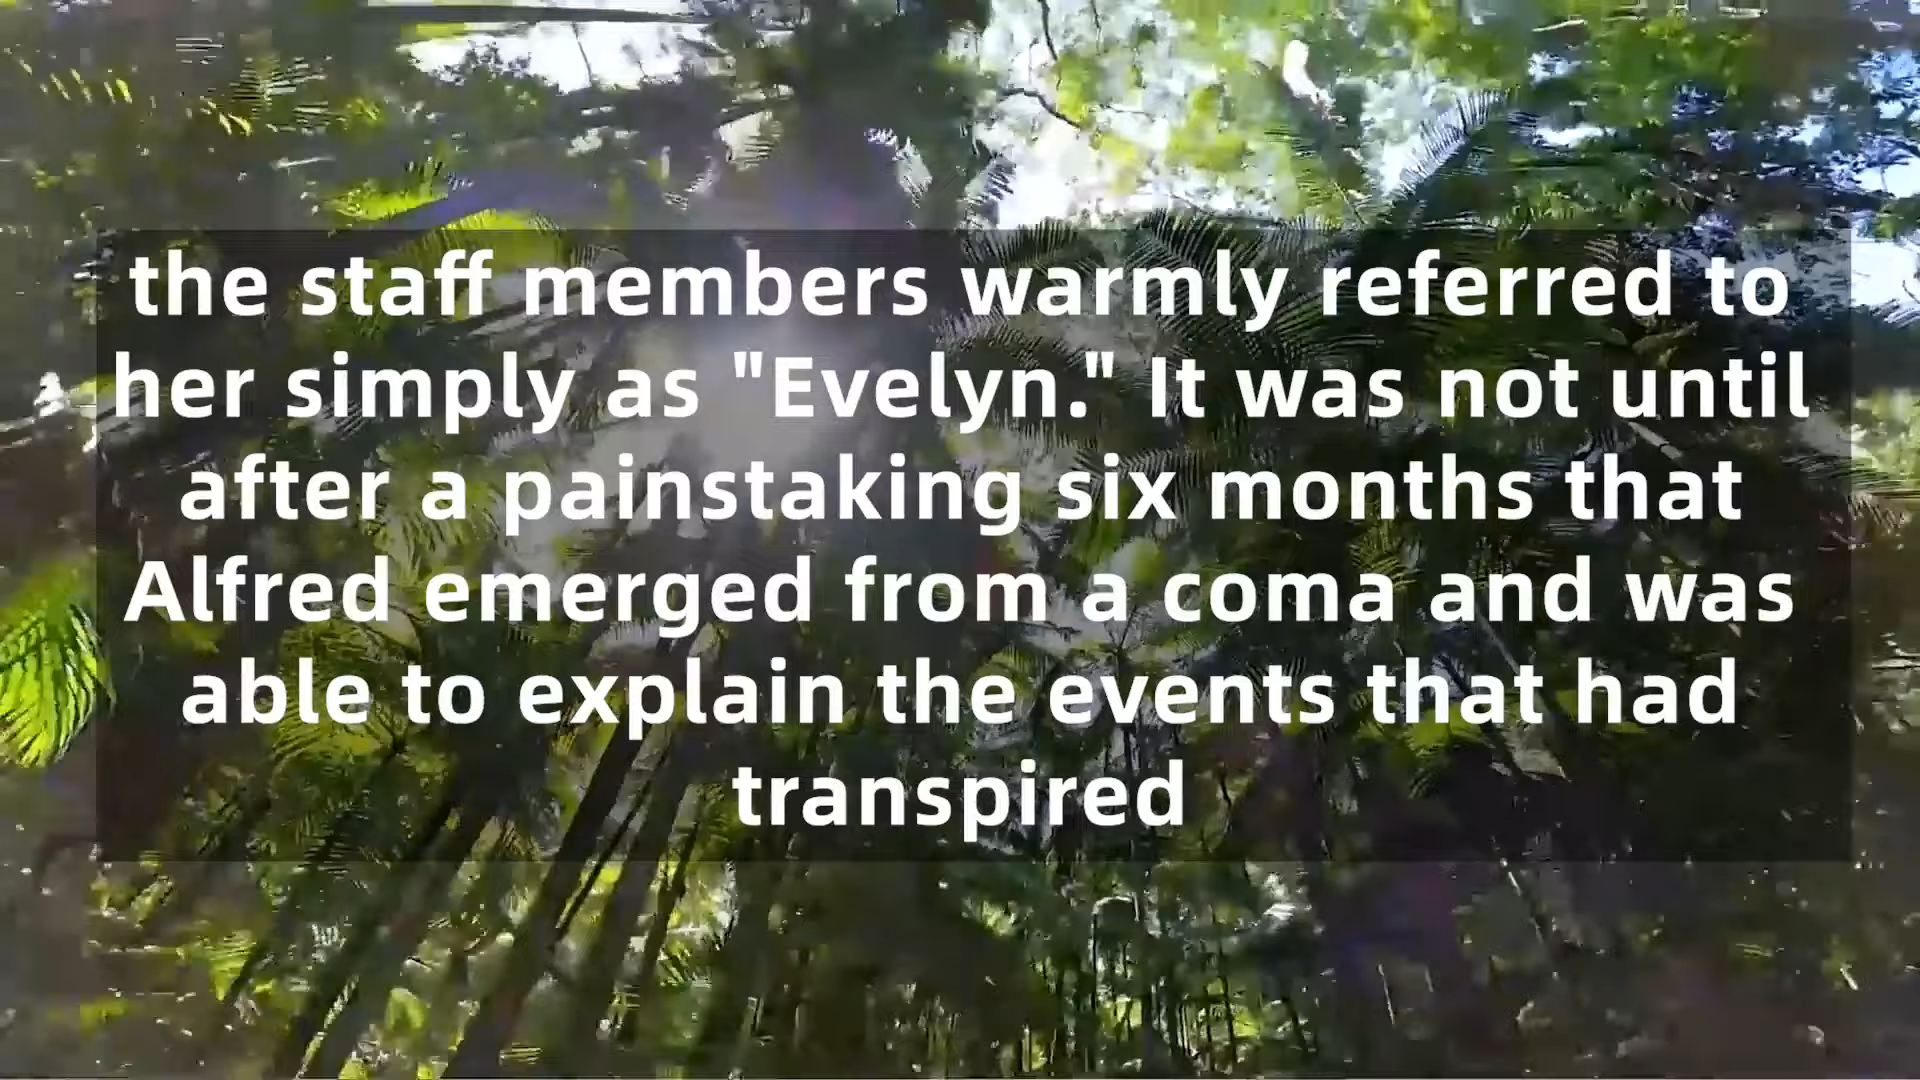 the staff members warmly referred to
her simply as "Evelyn." It was not until
after a painstaking six months that
Alfred emerged from a coma and was
able to explain the events that had
transpired